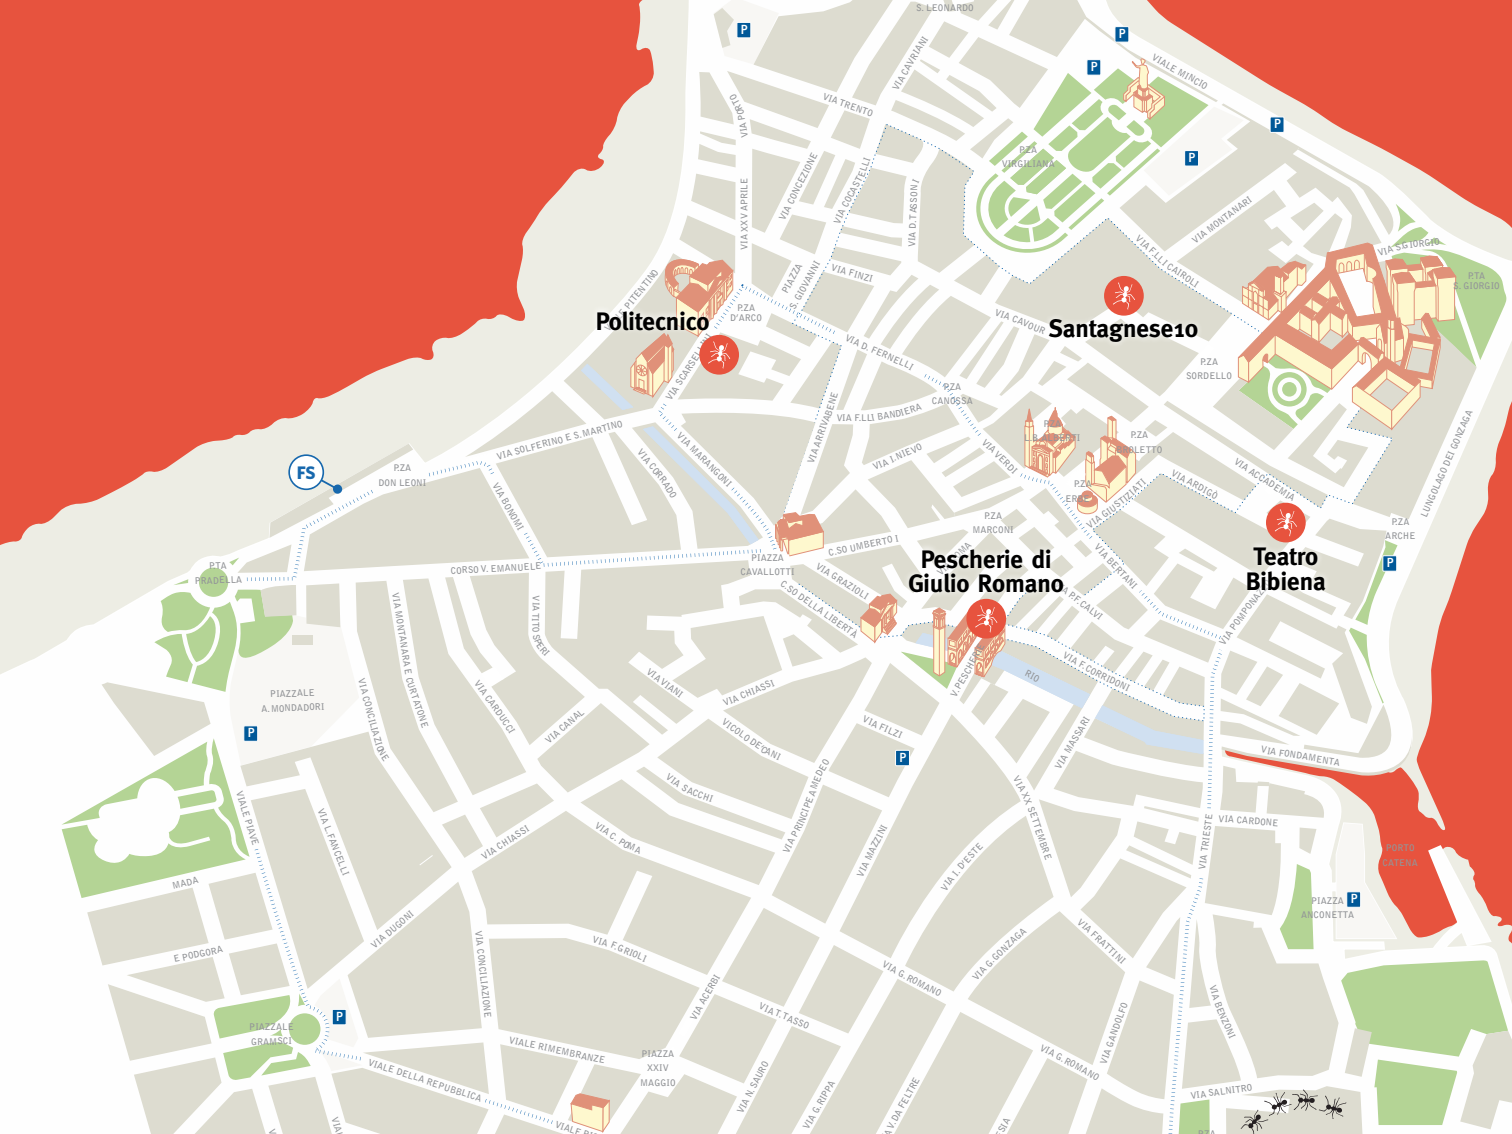 S. LEONARDO
P
P
VIALE MINCIO
P
VIA CAVRIANI
VIA TRENTO
VIA PORTO
P
P
P.ZA
VIRGILIANA
VIA CONCEZIONE
VIA COCASTELLI
VIA D.TASSONI
VIA XXV APRILE
VIA MONTANARI
VIA F.LLI CAIROLI
VIA S.GIORGIO
P.TA
S. GIORGIO
VIA FINZI
PIAZZA
S. GIOVANNI
PITENTINO
P.ZA
D'ARCO
Politecnico
VIA CAVOUR
Santagnese10
VIA SCARSELLINI
VIA D. FERNELLI
P.ZA
SORDELLO
P.ZA
CANOSSA
VIA F.LLI BANDIERA
VIA ARRIVABENE
VIA SOLFERINO E S. MARTINO
VIA MARANGONI
VIA CORRADO
VIA I.NIEVO
VIA VERDI
P.ZA
L.B. ALBERTI
P.ZA
BROLETTO
P.ZA
ERBE
VIA GIUSTIZIATI
VIA ARDIGÒ
VIA ACCADEMIA
LUNGOLAGO DEI GONZAGA
FS
P.ZA
DON LEONI
VIA BONOMI
P.ZA
MARCONI
P.ZA
ARCHE
P
C.SO UMBERTO I
PIAZZA
CAVALLOTTI
Pescherie di
Giulio Romano
VIA BERTANI
Teatro
Bibiena
P.TA
PRADELLA
CORSO V. EMANUELE
VIA GRAZIOLI
C.SO DELLA LIBERTÀ
VIA P.F.CALVI
VIA POMPONAZZO
VIA TITO SPERI
VIA MONTANARA E CURTATONE
VIA CONCILIAZIONE
VIA CARDUCCI
VIA VIANI
VIA CHIASSI
V. PESCHERIE
RIO
VIA F.CORRIDONI
PIAZZALE
A. MONDADORI
P
VIA CANAL
VICOLO DECANI
VIA FILZI
P
VIA MASSARI
VIA FONDAMENTA
VIALE PIAVE
VIA L.FANCELLI
VIA CHIASSI
VIA SACCHI
VIA C. POMA
VIA PRINCIPE AMEDEO
VIA MAZZINI
VIA I. D'ESTE
VIA XX SETTEMBRE
VIA TRIESTE
VIA CARDONE
PORTO
CATENA
MADA
VIA DUGONI
E PODGORA
VIA CONCILIAZIONE
VIA F.GRIOLI
VIA G.ROMANO
VIA G.GONZAGA
VIA FRATTINI
PIAZZA
ANCONETTA
P
PIAZZALE
GRAMSCI
P
VIA ACERBI
VIA T.TASSO
VIA GANDOLFO
VIA BENZONI
VIALE RIMEMBRANZE
PIAZZA
XXIV
MAGGIO
VIA G.ROMANO
VIALE DELLA REPUBBLICA
VIA N. SAURO
VIA G.RIPPA
V. DA FELTRE
VIA SALNITRO
P.ZA